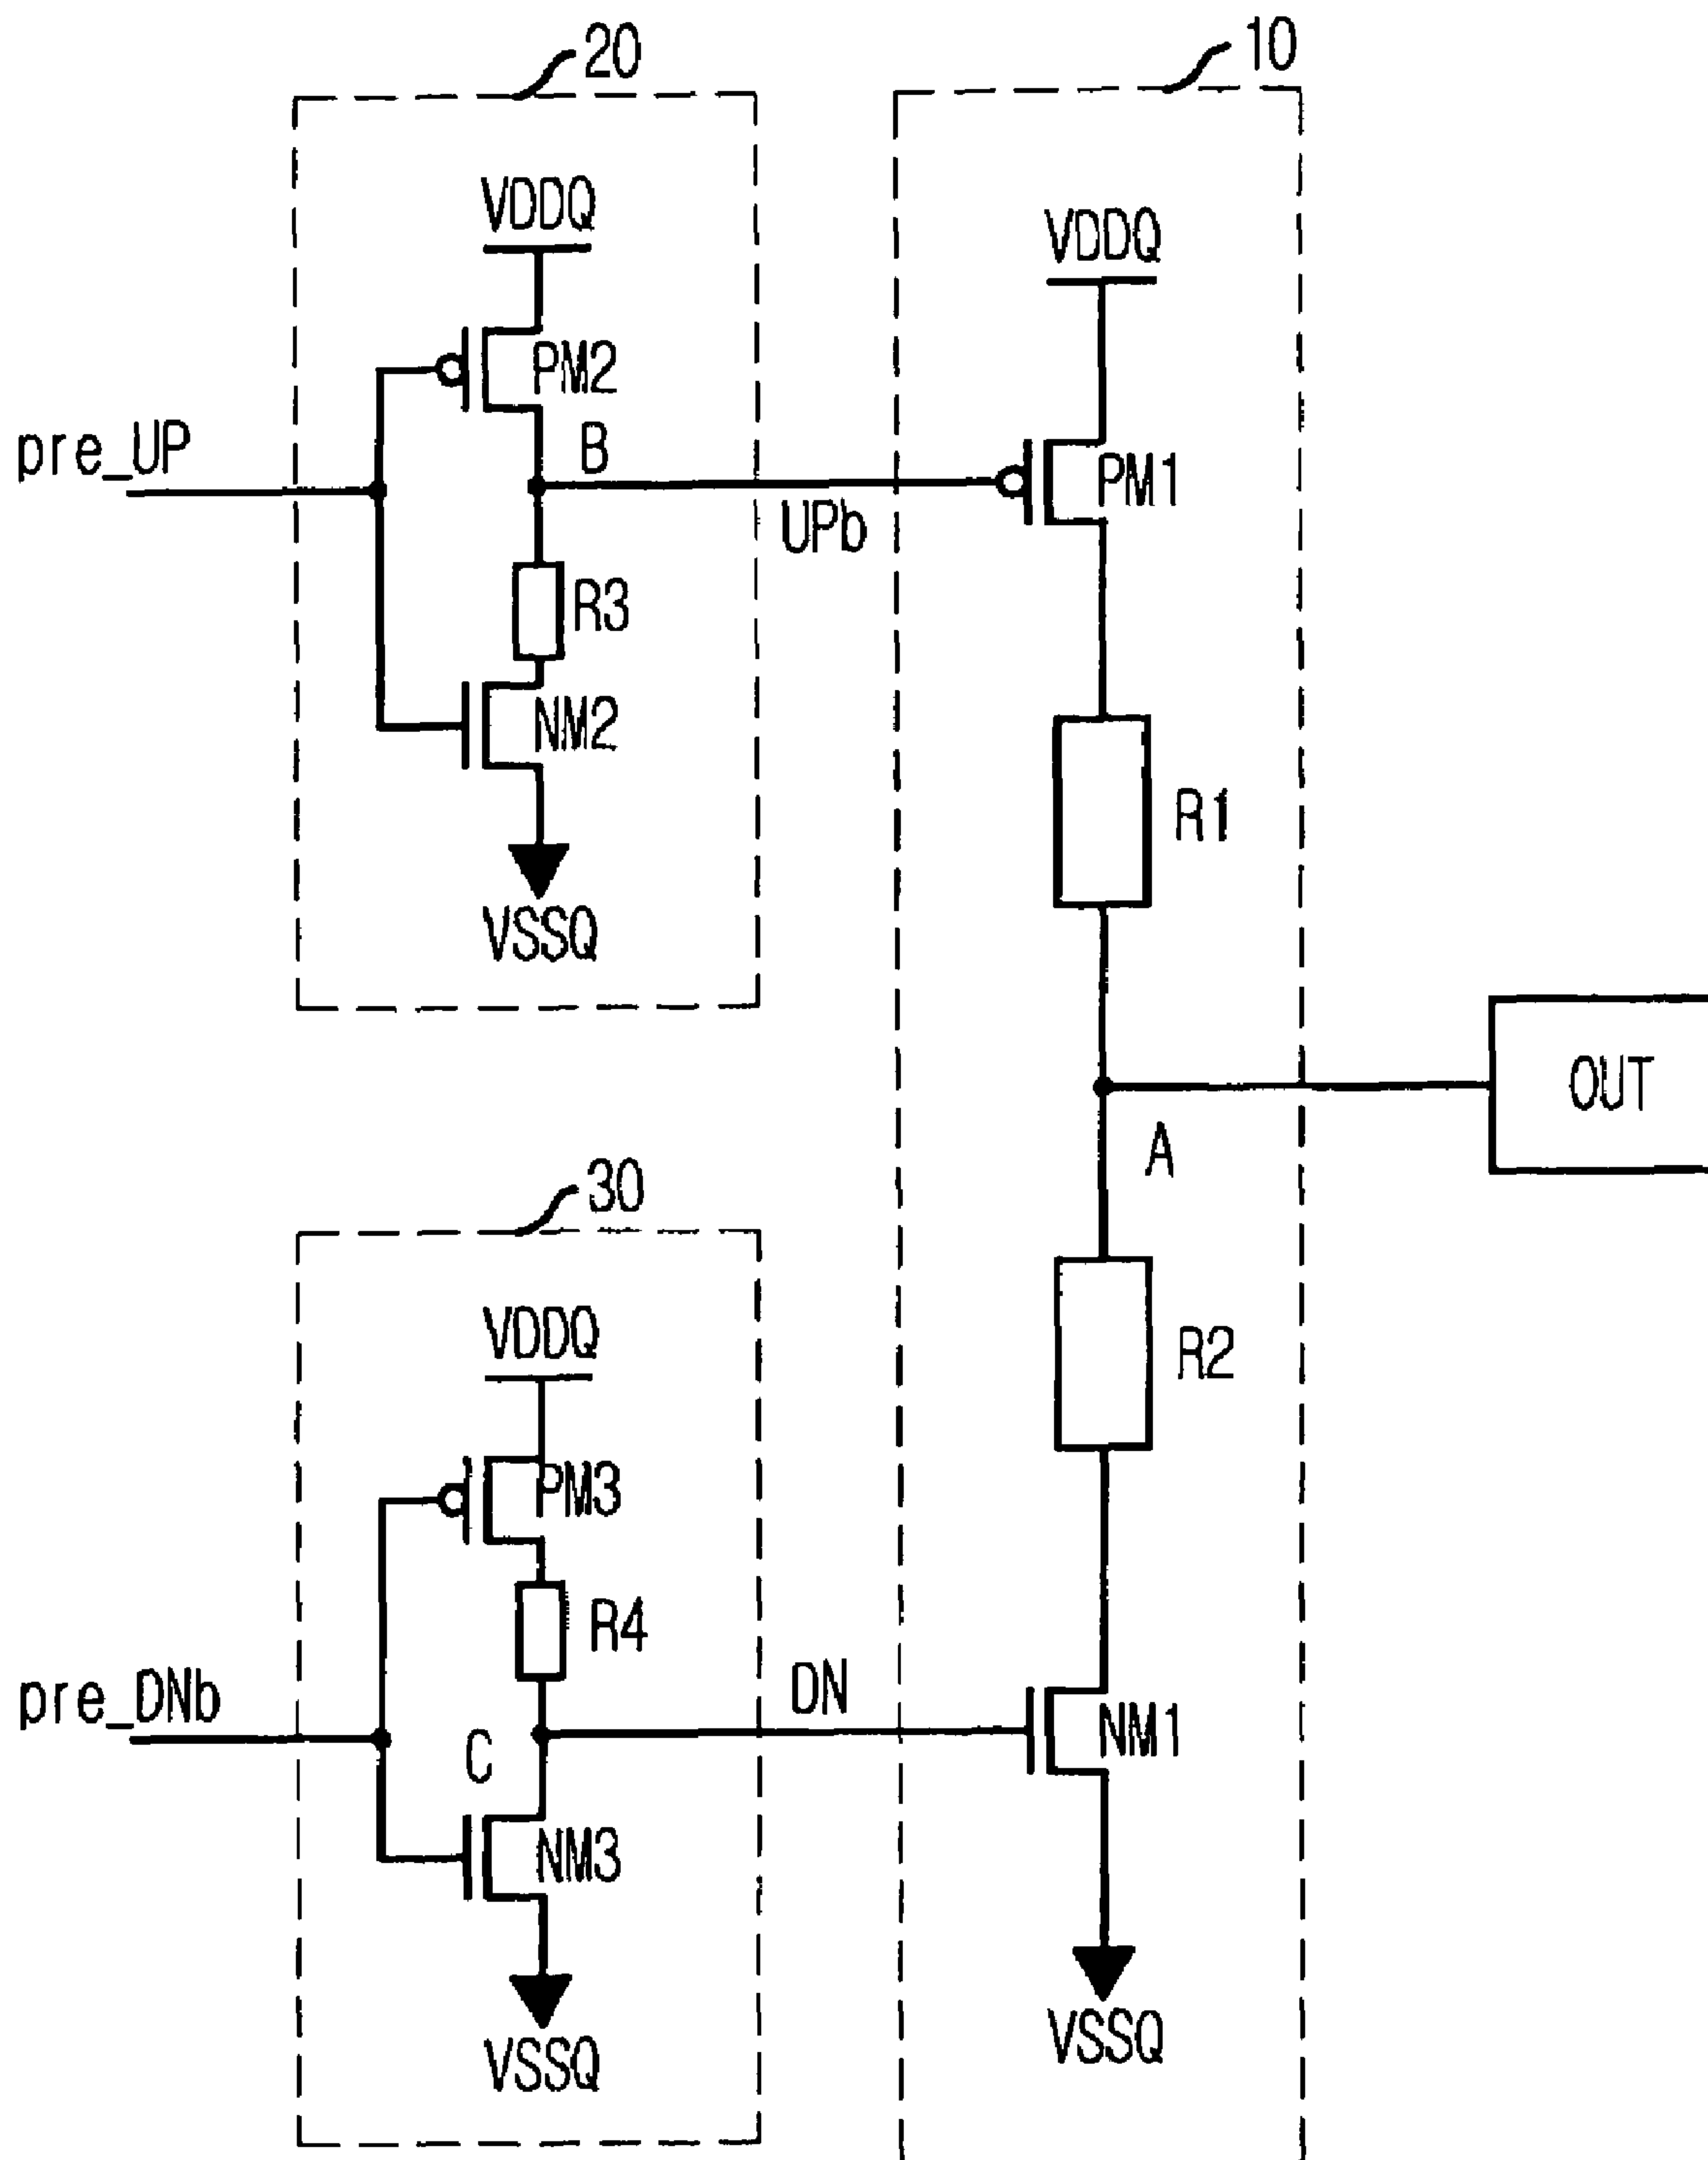 20
10
VDDQ
VDDQ
PM2
pre_UP
B
PM1
UPb
R3
NM2
R1
VSSQ
OUT
A
30
VDDQ
R2
PM3
R4
pre_DNb
DN
C
NM1
NM3
VSSQ
VSSQ